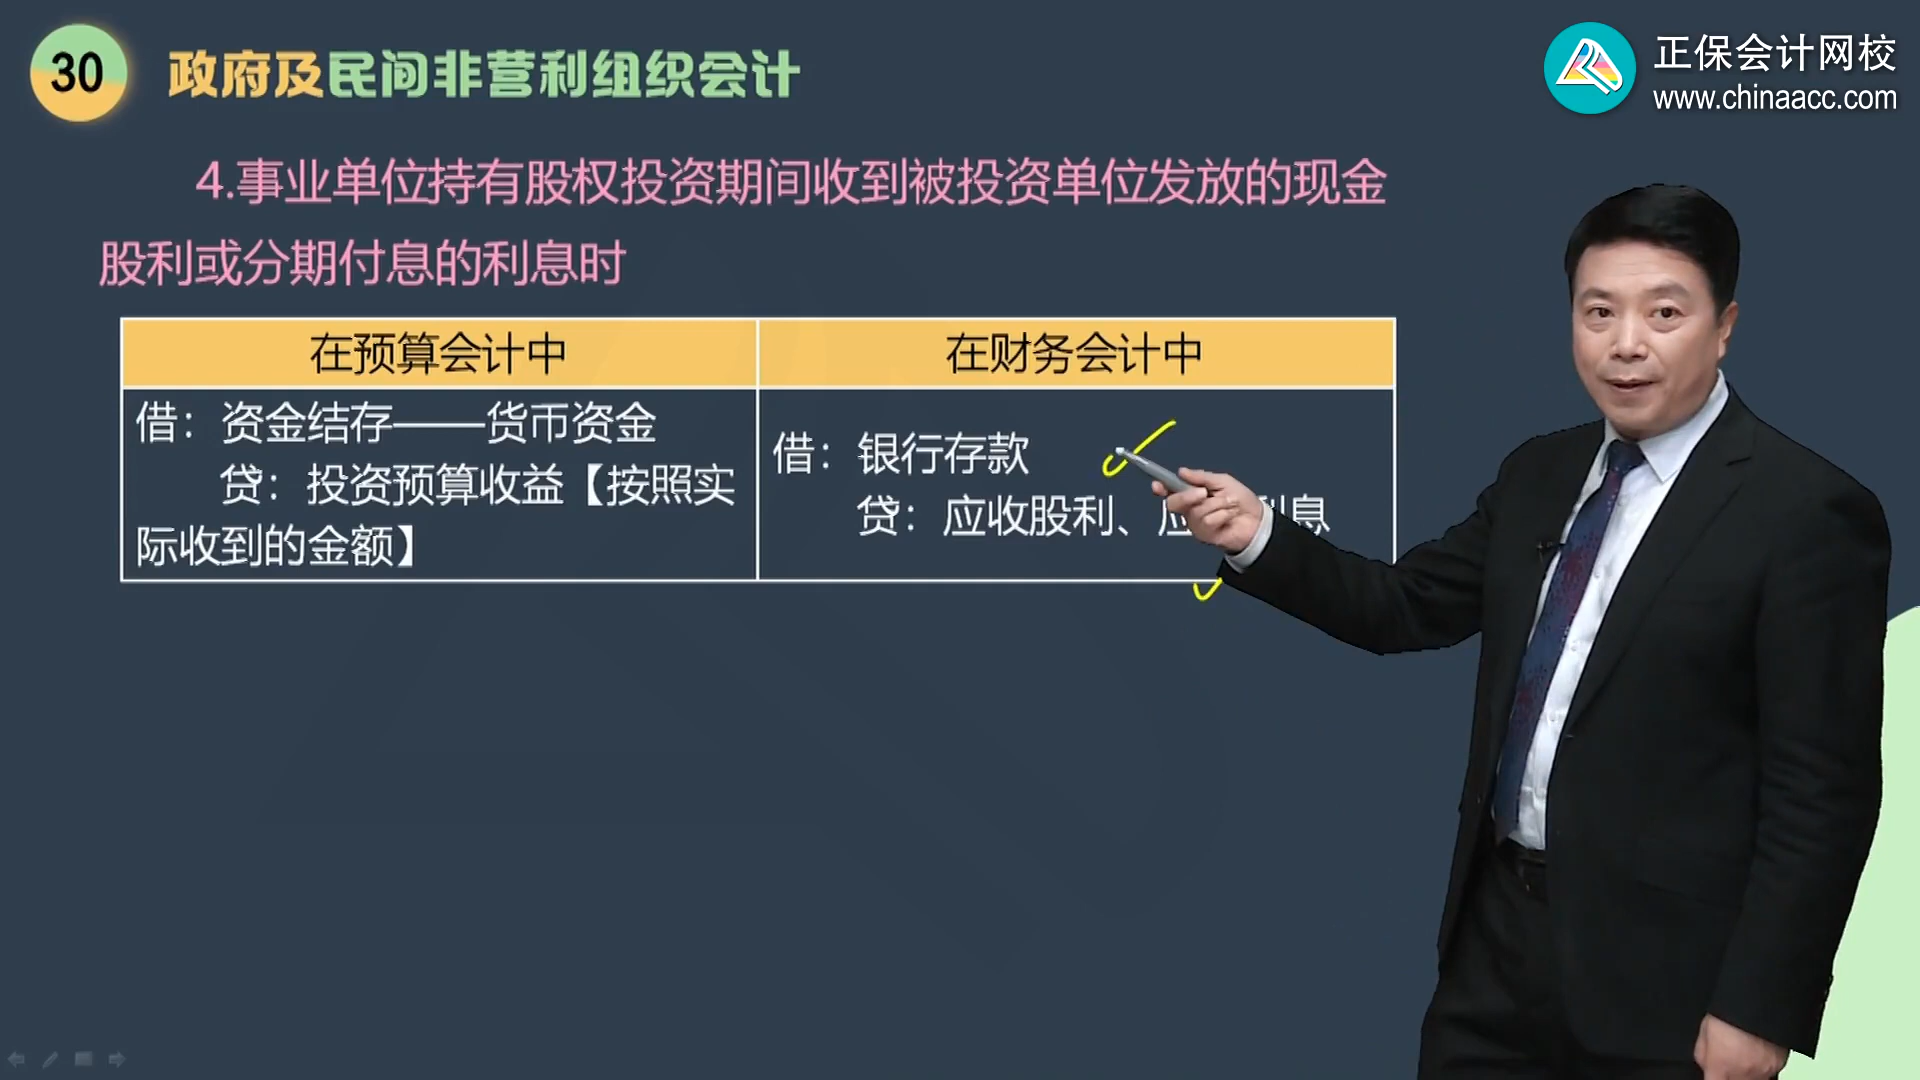 30 政府及民间非营利组织会计
正保会计网校
www.chinaacc.com
4.事业单位持有股权投资期间收到被投资单位发放的现金
股利或分期付息的利息时
在预算会计中
借：资金结存——货币资金
贷：投资预算收益【按照实
际收到的金额】
在财务会计中
借：银行存款
贷：应收股利、应 利息